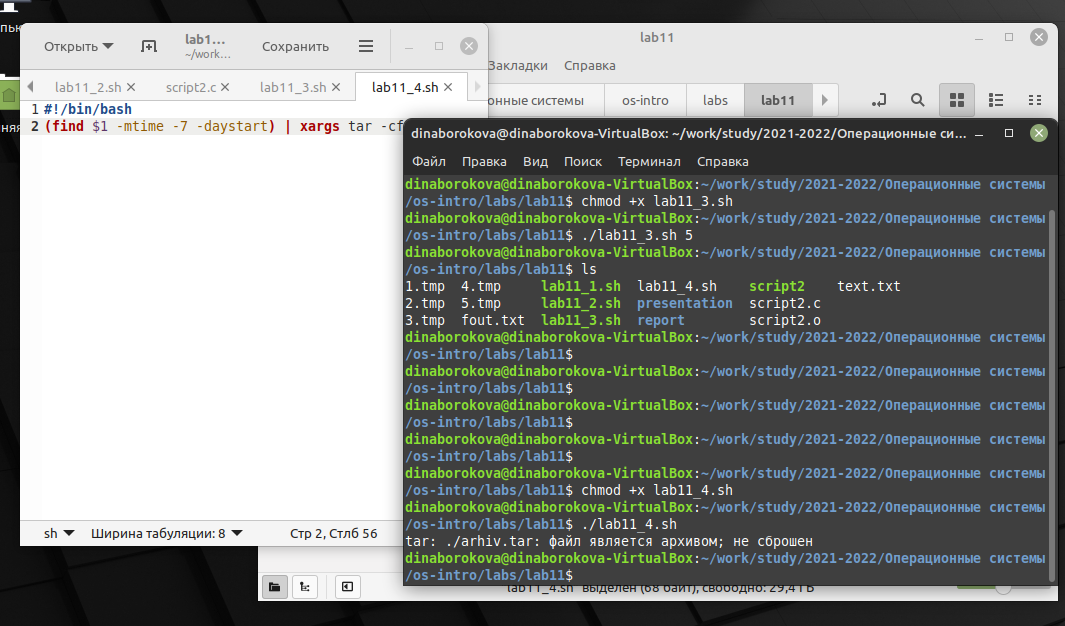 пью
няя
Открыть
lab1...
~/work...
Сохранить
lab11_2.sh
script2.c
lab11_3.sh
lab11_4.sh
1 #!/bin/bash
2 (find $1 -mtime -7 -daystart) | xargs tar -cf
sh
Ширина табуляции: 8
Стр 2, Стлб 56
lab11
Закладки Справка
онные системы
os-intro
labs
lab11
dinaborokova@dinaborokova-VirtualBox: ~/work/study/2021-2022/Операционные си...
Файл Правка Вид Поиск Терминал Справка
dinaborokova@dinaborokova-VirtualBox:~/work/study/2021-2022/Операционные системы
/os-intro/labs/lab11$ chmod +x lab11_3.sh
dinaborokova@dinaborokova-VirtualBox:~/work/study/2021-2022/Операционные системы
/os-intro/labs/lab11$ ./lab11_3.sh 5
dinaborokova@dinaborokova-VirtualBox:~/work/study/2021-2022/Операционные системы
/os-intro/labs/lab11$ ls
1.tmp 4.tmp lab11_1.sh lab11_4.sh script2 text.txt
2.tmp 5.tmp lab11_2.sh presentation script2.c
3.tmp fout.txt lab11_3.sh report script2.o
dinaborokova@dinaborokova-VirtualBox:~/work/study/2021-2022/Операционные системы
/os-intro/labs/lab11$
dinaborokova@dinaborokova-VirtualBox:~/work/study/2021-2022/Операционные системы
/os-intro/labs/lab11$
dinaborokova@dinaborokova-VirtualBox:~/work/study/2021-2022/Операционные системы
/os-intro/labs/lab11$
dinaborokova@dinaborokova-VirtualBox:~/work/study/2021-2022/Операционные системы
/os-intro/labs/lab11$
dinaborokova@dinaborokova-VirtualBox:~/work/study/2021-2022/Операционные системы
/os-intro/labs/lab11$ chmod +x lab11_4.sh
dinaborokova@dinaborokova-VirtualBox:~/work/study/2021-2022/Операционные системы
/os-intro/labs/lab11$ ./lab11_4.sh
tar: ./arhiv.tar: файл является архивом; не сброшен
dinaborokova@dinaborokova-VirtualBox:~/work/study/2021-2022/Операционные системы
/os-intro/labs/lab11$
"lab11_4.sh" выделен (68 байт), свободно: 29,4 ГБ